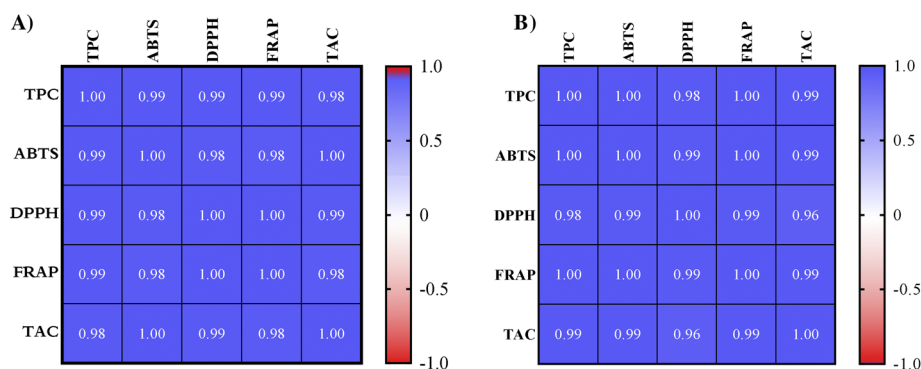 A)
TPC ABTS DPPH FRAP TAC
TPC 1.00 0.99 0.99 0.99 0.98
ABTS 0.99 1.00 0.98 0.98 1.00
DPPH 0.99 0.98 1.00 1.00 0.99
FRAP 0.99 0.98 1.00 1.00 0.98
TAC 0.98 1.00 0.99 0.98 1.00
1.0
0.5
0
-0.5
-1.0
B)
TPC ABTS DPPH FRAP TAC
TPC 1.00 1.00 0.98 1.00 0.99
ABTS 1.00 1.00 0.99 1.00 0.99
DPPH 0.98 0.99 1.00 0.99 0.96
FRAP 1.00 1.00 0.99 1.00 0.99
TAC 0.99 0.99 0.96 0.99 1.00
1.0
0.5
0
-0.5
-1.0